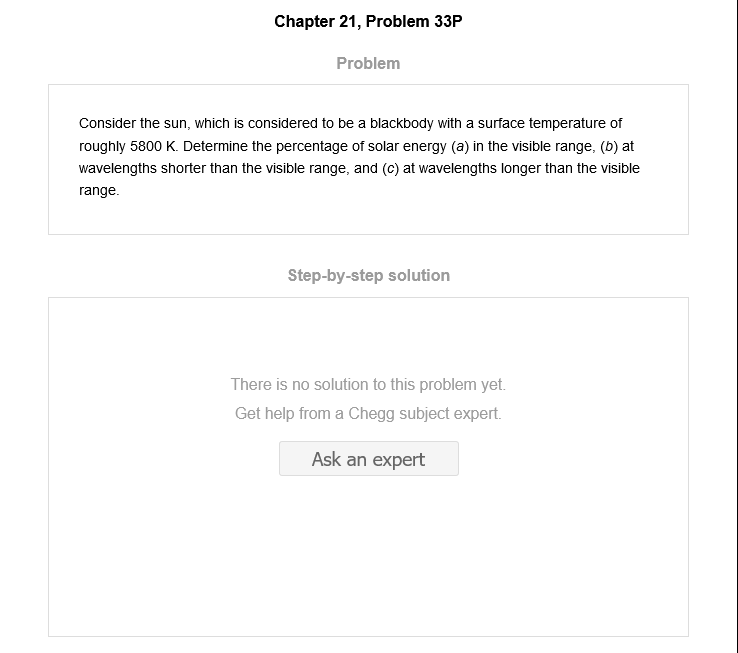 Chapter 21, Problem 33P
Problem
Consider the sun, which is considered to be a blackbody with a surface temperature of
roughly 5800 K. Determine the percentage of solar energy (a) in the visible range, (b) at
wavelengths shorter than the visible range, and (c) at wavelengths longer than the visible
range.
Step-by-step solution
There is no solution to this problem yet.
Get help from a Chegg subject expert.
Ask an expert